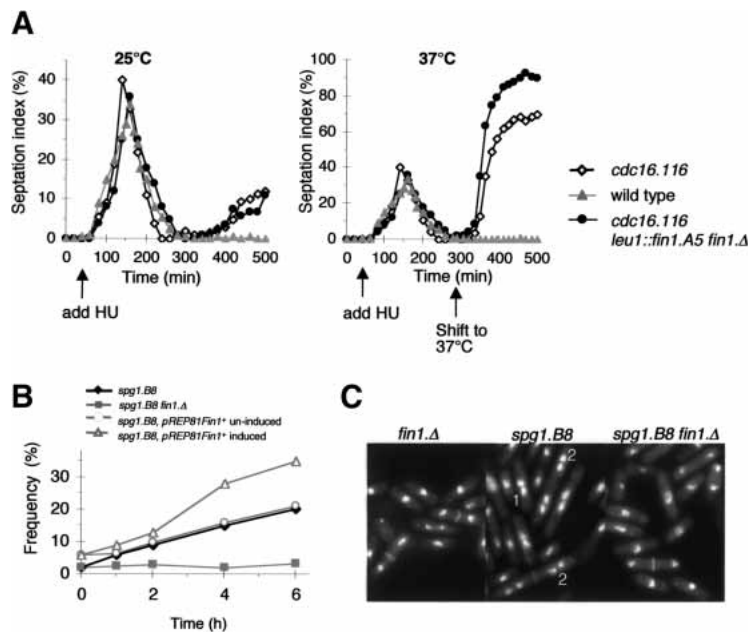 A
25°C
37°C
Septation index (%)
40
30
20
10
0
0 100 200 300 400 500
Time (min)
add HU
Septation index (%)
100
80
60
40
20
0
0 100 200 300 400 500
Time (min)
add HU
Shift to
37°C
cdc16.116
wild type
cdc16.116
leu1::fin1.A5 fin1.Δ
B
spg1.B8
spg1.B8 fin1.Δ
spg1.B8, pREP81Fin1+ un-induced
spg1.B8, pREP81Fin1+ induced
(%)
Frequency
30
20
10
0
0 2 4 6
Time (h)
C
fin1.Δ spg1.B8 spg1.B8 fin1.Δ
2
1
2
1